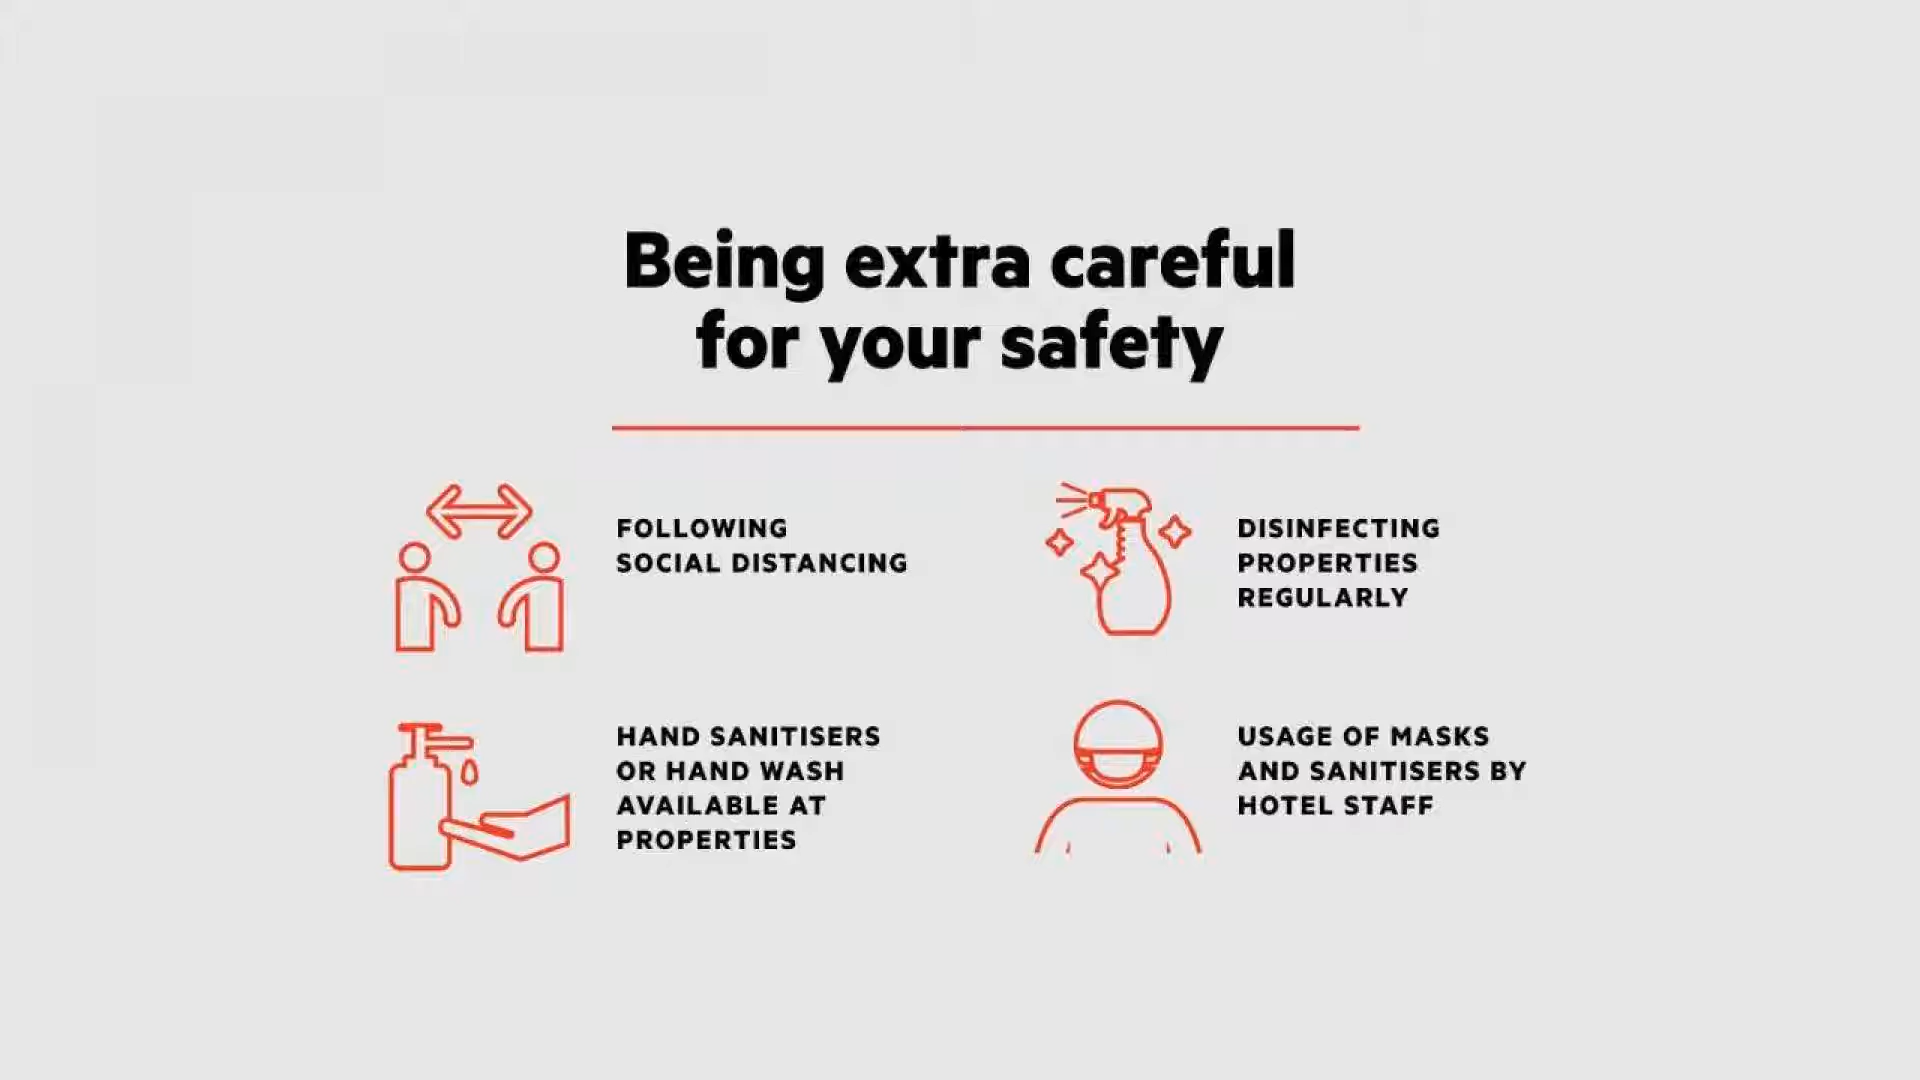 Being extra careful
for your safety
FOLLOWING
SOCIAL DISTANCING
DISINFECTING
PROPERTIES
REGULARLY
HAND SANITISERS
OR HAND WASH
AVAILABLE AT
PROPERTIES
USAGE OF MASKS
AND SANITISERS BY
HOTEL STAFF